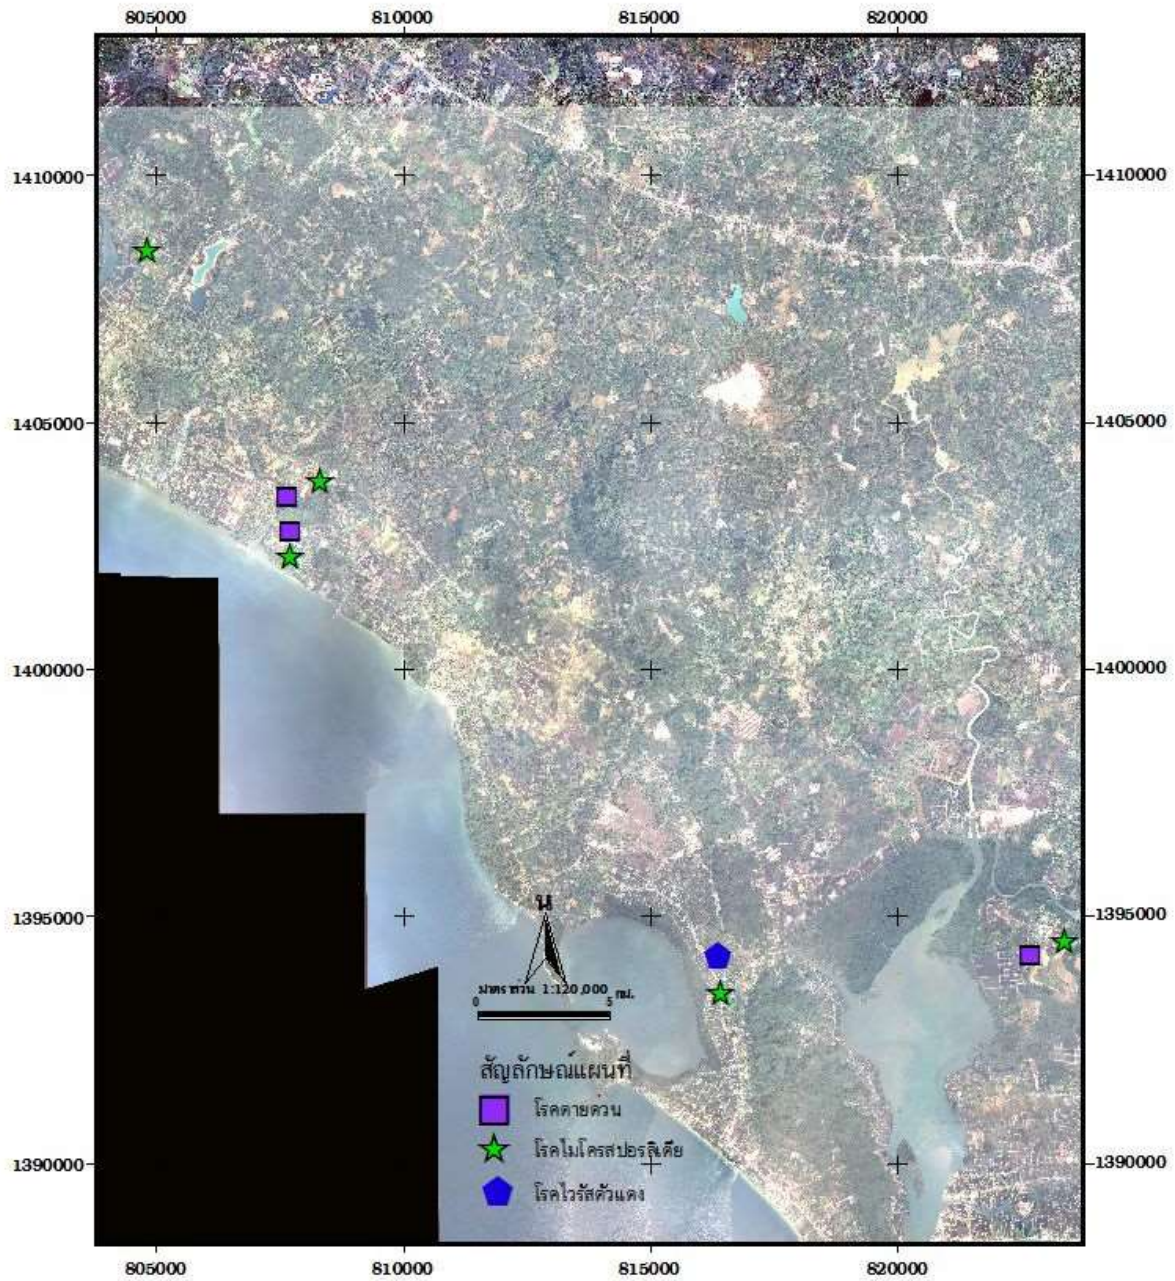 805000 810000 815000 820000
1410000 1410000
1405000 1405000
1400000 1400000
1395000 1395000
น
มาตราส่วน 1:120,000
0 5 กม.
สัญลักษณ์แผนที่
โรคตายด่วน
โรคไมโครสปอริเดีย
โรคไวรัสตัวแดง
1390000 1390000
805000 810000 815000 820000